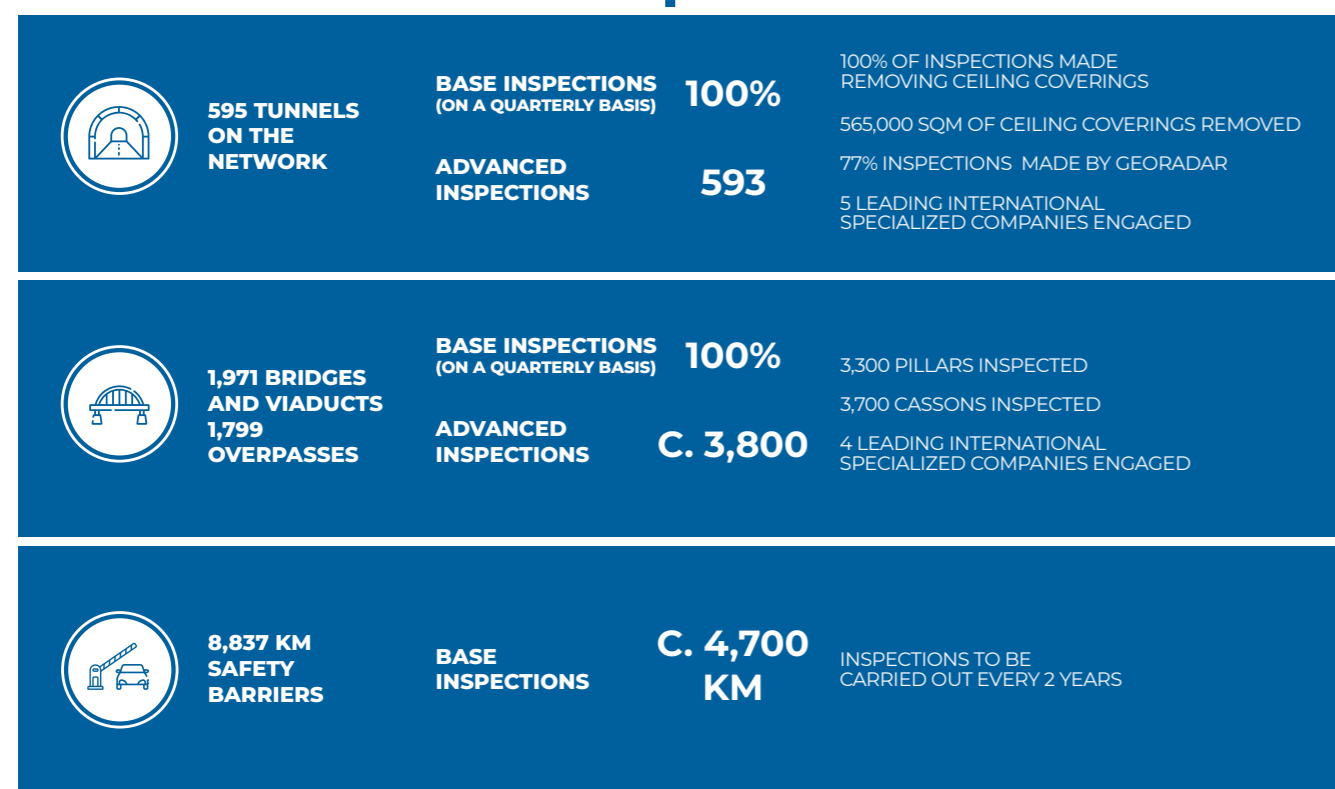 595 TUNNELS
ON THE
NETWORK
BASE INSPECTIONS
(ON A QUARTERLY BASIS)
100%
ADVANCED
INSPECTIONS
593
100% OF INSPECTIONS MADE
REMOVING CEILING COVERINGS
565,000 SQM OF CEILING COVERINGS REMOVED
77% INSPECTIONS MADE BY GEORADAR
5 LEADING INTERNATIONAL
SPECIALIZED COMPANIES ENGAGED
1,971 BRIDGES
AND VIADUCTS
1,799
OVERPASSES
BASE INSPECTIONS
(ON A QUARTERLY BASIS)
100%
ADVANCED
INSPECTIONS
C. 3,800
3,300 PILLARS INSPECTED
3,700 CASSONS INSPECTED
4 LEADING INTERNATIONAL
SPECIALIZED COMPANIES ENGAGED
8,837 KM
SAFETY
BARRIERS
BASE
INSPECTIONS
C. 4,700
KM
INSPECTIONS TO BE
CARRIED OUT EVERY 2 YEARS